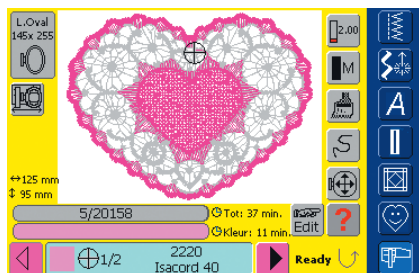 L.Oval
145x 255
2.00
M
A
↔125 mm
↕ 95 mm
5/20158
Tot: 37 min.
Kleur: 11 min.
Edit
?
1/2
2220
Isacord 40
Ready